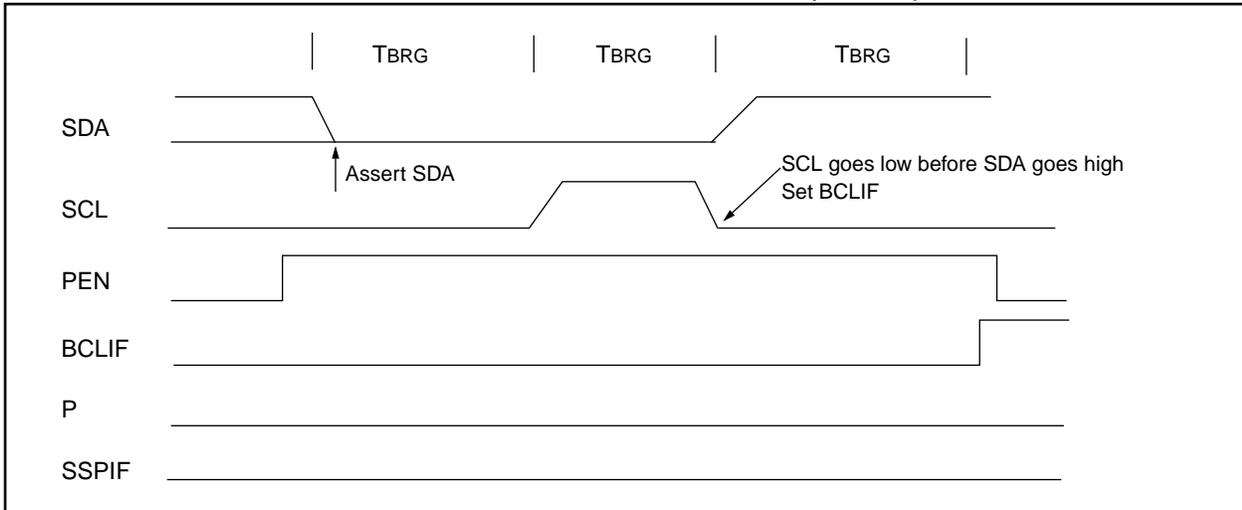 TBRG TBRG TBRG
SDA
Assert SDA
SCL goes low before SDA goes high
Set BCLIF
SCL
PEN
BCLIF
P
SSPIF